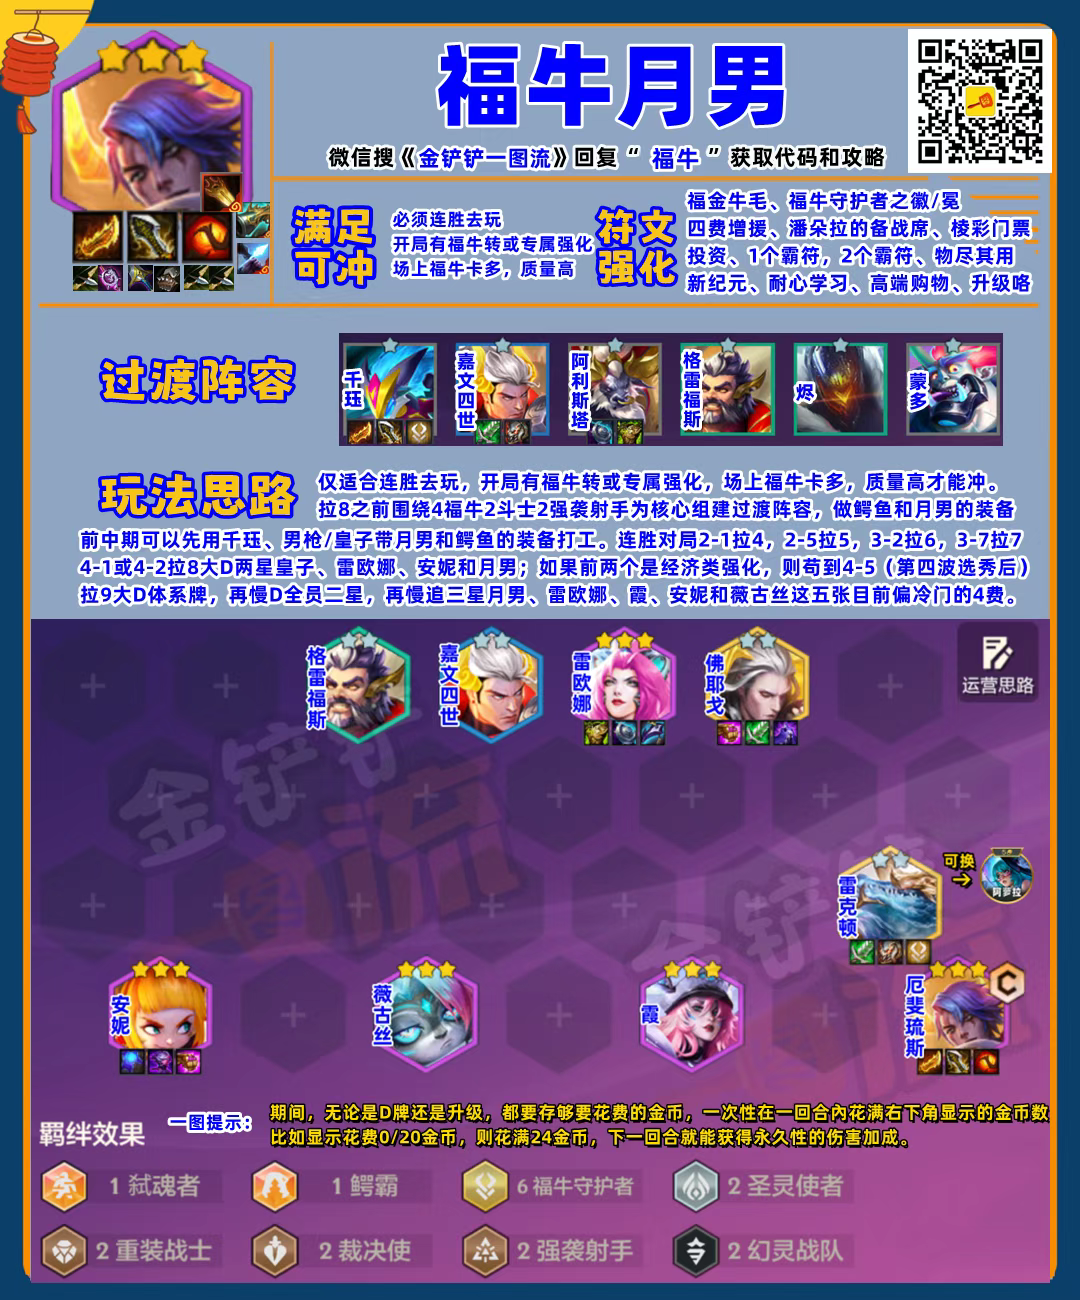 福牛月男
微信搜《金铲铲一图流》回复“福牛”获取代码和攻略
满足
可冲
必须连胜去玩
开局有福牛转或专属强化
场上福牛卡多，质量高
符文
强化
福金牛毛、福牛守护者之徽/冕
四费增援、潘朵拉的备战席、棱彩门票
投资、1个霸符，2个霸符、物尽其用
新纪元、耐心学习、高端购物、升级咯
过渡阵容
千珏
嘉文四世
阿利斯塔
格雷福斯
烬
蒙多
玩法思路
仅适合连胜去玩，开局有福牛转或专属强化，场上福牛卡多，质量高才能冲。
拉8之前围绕4福牛2斗士2强袭射手为核心组建过渡阵容，做鳄鱼和月男的装备
前中期可以先用千珏、男枪/皇子带月男和鳄鱼的装备打工。连胜对局2-1拉4，2-5拉5，3-2拉6，3-7拉7
4-1或4-2拉8大D两星皇子、雷欧娜、安妮和月男；如果前两个是经济类强化，则苟到4-5（第四波选秀后）
拉9大D体系牌，再慢D全员二星，再慢追三星月男、雷欧娜、霞、安妮和薇古丝这五张目前偏冷门的4费。
格雷福斯
嘉文四世
雷欧娜
佛耶戈
运营思路
金铲铲
一图流
雷克顿
可换
阿萝拉
金铲
安妮
薇古丝
霞
厄斐琉斯
C
羁绊效果
一图提示：
期间，无论是D牌还是升级，都要存够要花费的金币，一次性在一回合内花满右下角显示的金币数
比如显示花费0/20金币，则花满24金币，下一回合就能获得永久性的伤害加成。
1 弑魂者
1 鳄霸
6 福牛守护者
2 圣灵使者
2 重装战士
2 裁决使
2 强袭射手
2 幻灵战队